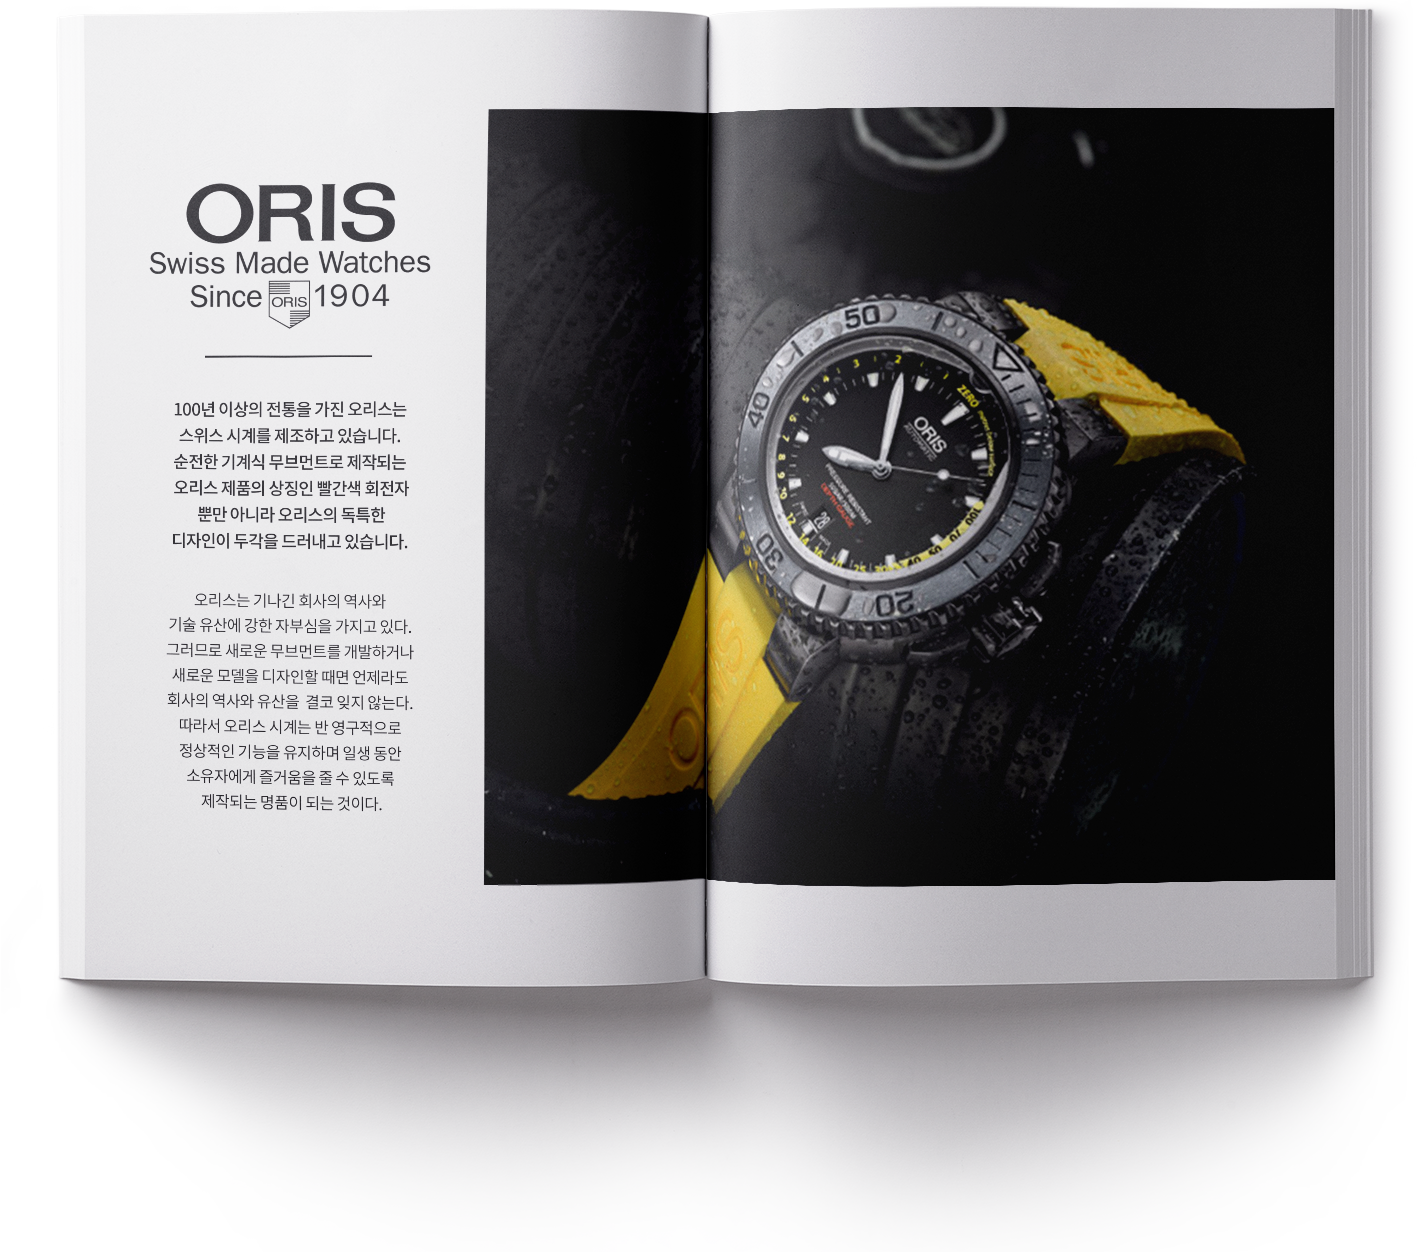 ORIS
Swiss Made Watches
Since ORIS 1904
100년 이상의 전통을 가진 오리스는
스위스 시계를 제조하고 있습니다.
순전한 기계식 무브먼트로 제작되는
오리스 제품의 상징인 빨간색 회전자
뿐만 아니라 오리스의 독특한
디자인이 두각을 드러내고 있습니다.
오리스는 기나긴 회사의 역사와
기술 유산에 강한 자부심을 가지고 있다.
그러므로 새로운 무브먼트를 개발하거나
새로운 모델을 디자인할 때면 언제라도
회사의 역사와 유산을 결코 잊지 않는다.
따라서 오리스 시계는 반 영구적으로
정상적인 기능을 유지하며 일생 동안
소유자에게 즐거움을 줄 수 있도록
제작되는 명품이 되는 것이다.
50
40
30
20
3
2
1
ZERO
ORIS
AUTOMATIC
PRESSURE RESISTANT
DEPTH GAUGE
28
ORIS